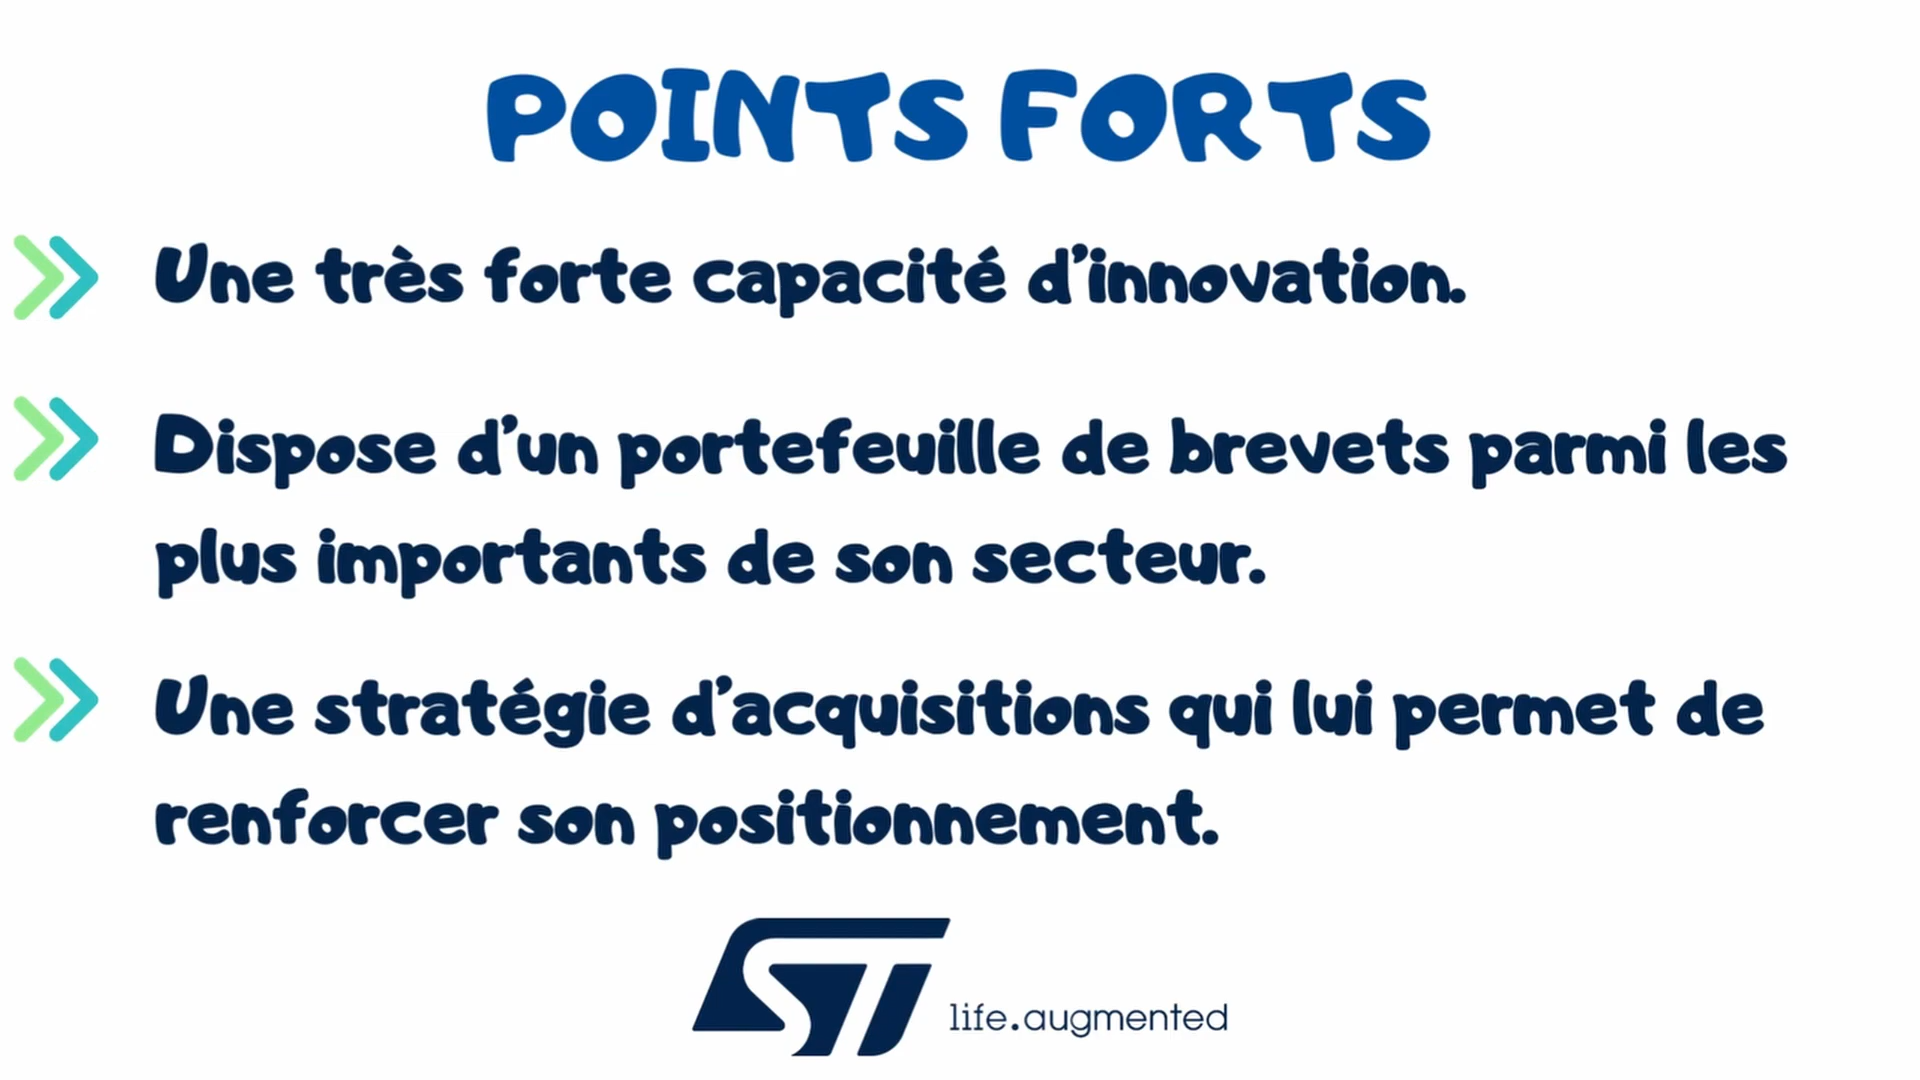 POINTS FORTS
Une très forte capacité d'innovation.
Dispose d'un portefeuille de brevets parmi les
plus importants de son secteur.
Une stratégie d'acquisitions qui lui permet de
renforcer son positionnement.
ST life.augmented